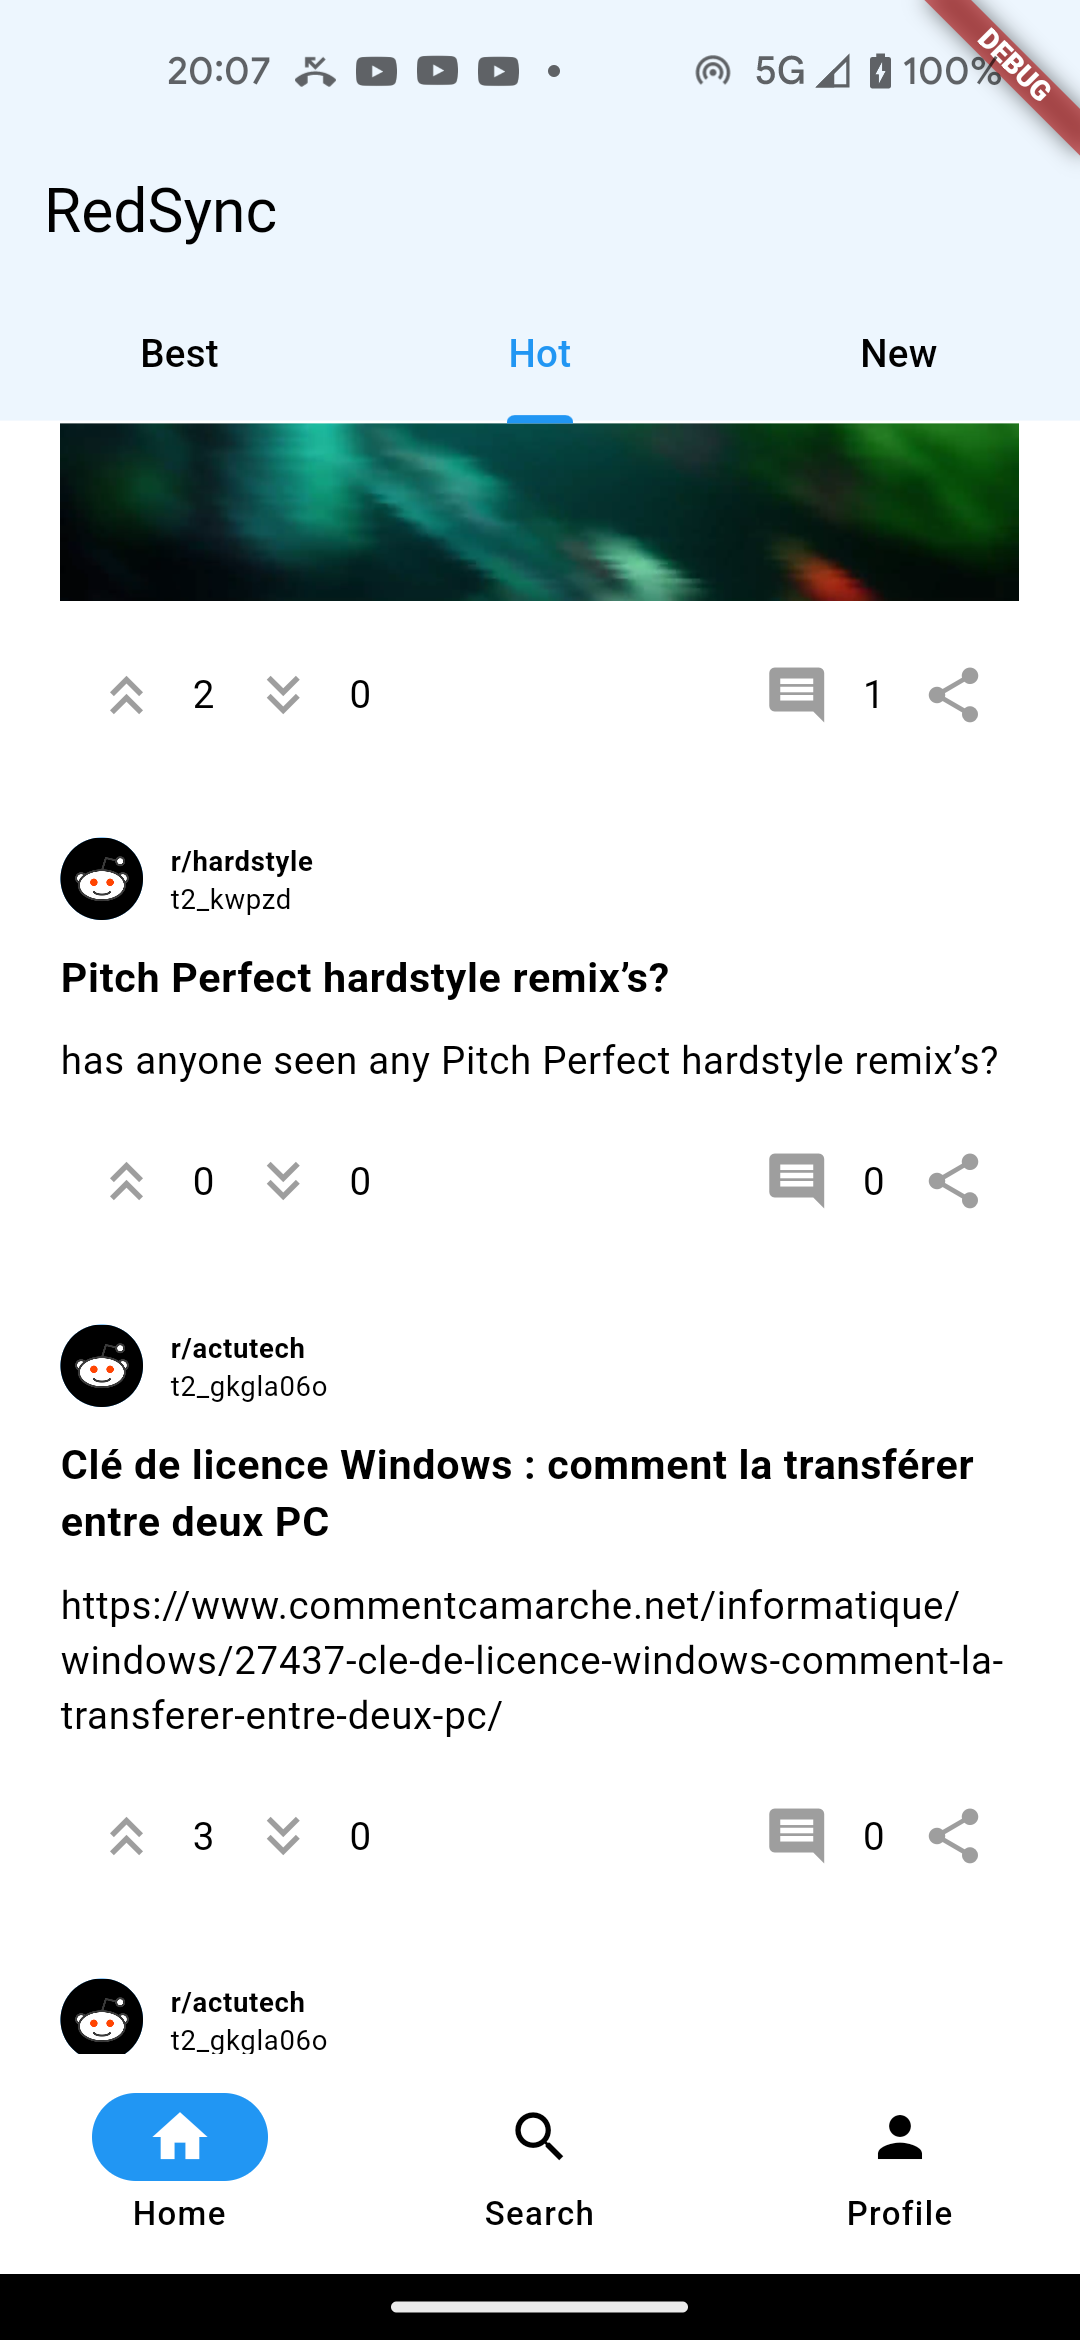 20:07 5G 100%
DEBUG
RedSync
Best Hot New
2 0 1
r/hardstyle
t2_kwpzd
Pitch Perfect hardstyle remix’s?
has anyone seen any Pitch Perfect hardstyle remix’s?
0 0 0
r/actutech
t2_gkgla06o
Clé de licence Windows : comment la transférer
entre deux PC
https://www.commentcamarche.net/informatique/
windows/27437-cle-de-licence-windows-comment-la-
transferer-entre-deux-pc/
3 0 0
r/actutech
t2_gkgla06o
Home Search Profile